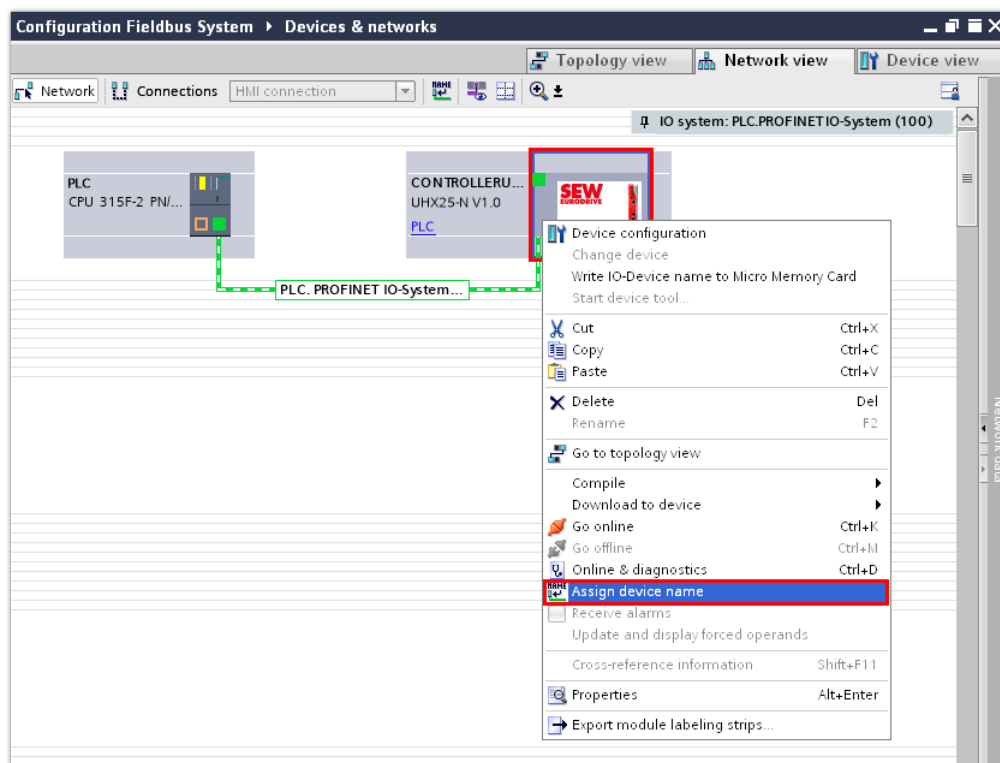 Configuration Fieldbus System ▸ Devices & networks
Topology view Network view Device view
Network Connections HMI connection
IO system: PLC.PROFINET IO-System (100)
PLC
CPU 315F-2 PN/...
CONTROLLERU...
UHX25-N V1.0
PLC
SEW
EURODRIVE
PLC. PROFINET IO-System...
Device configuration
Change device
Write IO-Device name to Micro Memory Card
Start device tool...
Cut Ctrl+X
Copy Ctrl+C
Paste Ctrl+V
Delete Del
Rename F2
Go to topology view
Compile
Download to device
Go online Ctrl+K
Go offline Ctrl+M
Online & diagnostics Ctrl+D
NAME Assign device name
Receive alarms
Update and display forced operands
Cross-reference information Shift+F11
Properties Alt+Enter
Export module labeling strips...
Network data